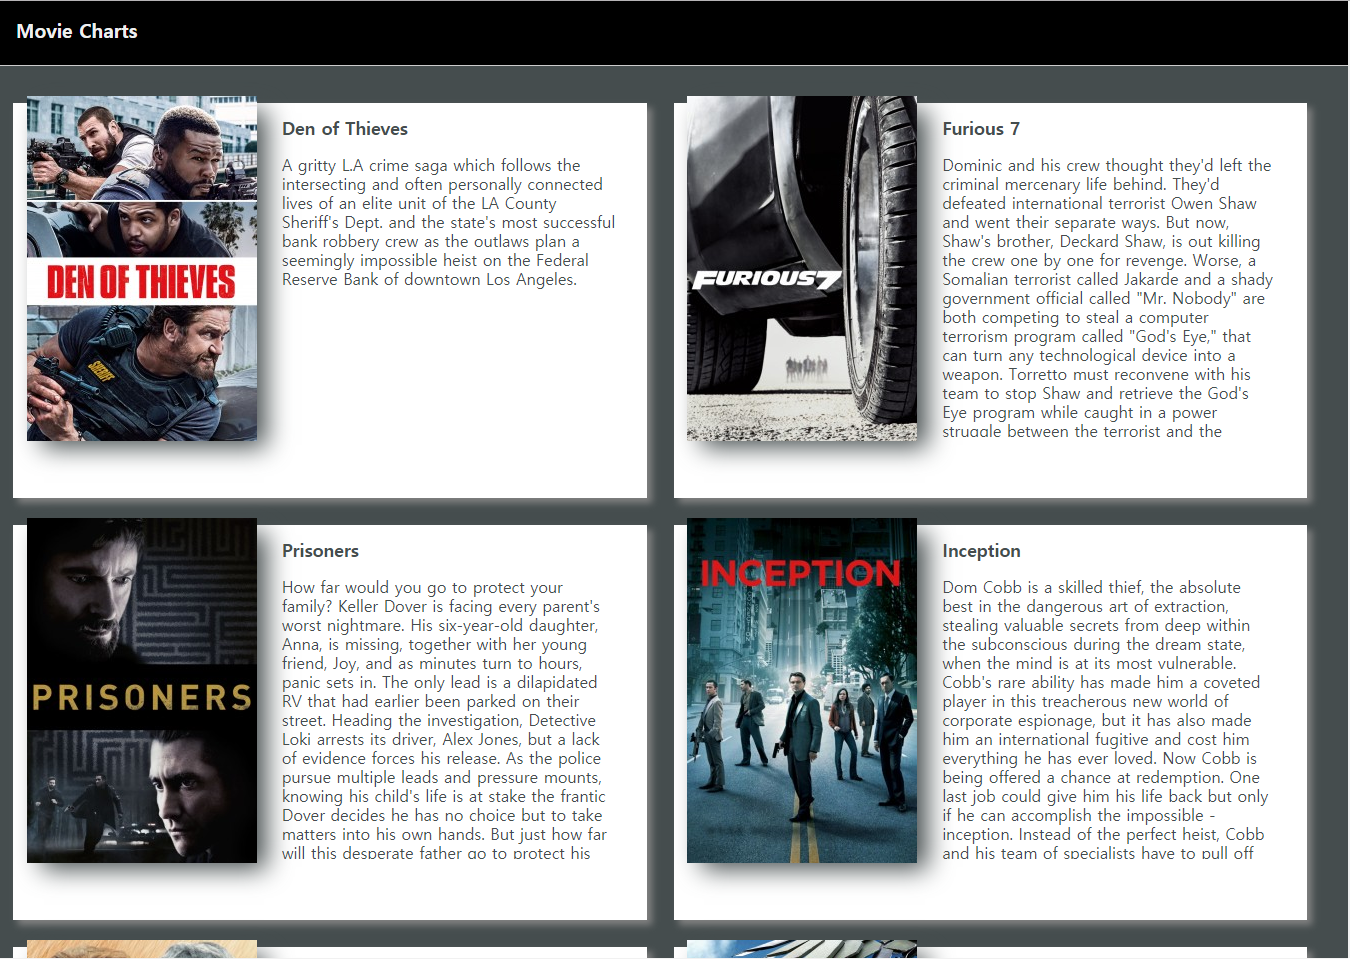 Movie Charts
DEN OF THIEVES
SHERIFF
Den of Thieves
A gritty L.A crime saga which follows the
intersecting and often personally connected
lives of an elite unit of the LA County
Sheriff's Dept. and the state's most successful
bank robbery crew as the outlaws plan a
seemingly impossible heist on the Federal
Reserve Bank of downtown Los Angeles.
FURIOUS 7
Furious 7
Dominic and his crew thought they'd left the
criminal mercenary life behind. They'd
defeated international terrorist Owen Shaw
and went their separate ways. But now,
Shaw's brother, Deckard Shaw, is out killing
the crew one by one for revenge. Worse, a
Somalian terrorist called Jakarde and a shady
government official called "Mr. Nobody" are
both competing to steal a computer
terrorism program called "God's Eye," that
can turn any technological device into a
weapon. Torretto must reconvene with his
team to stop Shaw and retrieve the God's
Eye program while caught in a power
struggle between the terrorist and the
PRISONERS
Prisoners
How far would you go to protect your
family? Keller Dover is facing every parent's
worst nightmare. His six-year-old daughter,
Anna, is missing, together with her young
friend, Joy, and as minutes turn to hours,
panic sets in. The only lead is a dilapidated
RV that had earlier been parked on their
street. Heading the investigation, Detective
Loki arrests its driver, Alex Jones, but a lack
of evidence forces his release. As the police
pursue multiple leads and pressure mounts,
knowing his child's life is at stake the frantic
Dover decides he has no choice but to take
matters into his own hands. But just how far
will this desperate father go to protect his
INCEPTION
Inception
Dom Cobb is a skilled thief, the absolute
best in the dangerous art of extraction,
stealing valuable secrets from deep within
the subconscious during the dream state,
when the mind is at its most vulnerable.
Cobb's rare ability has made him a coveted
player in this treacherous new world of
corporate espionage, but it has also made
him an international fugitive and cost him
everything he has ever loved. Now Cobb is
being offered a chance at redemption. One
last job could give him his life back but only
if he can accomplish the impossible -
inception. Instead of the perfect heist, Cobb
and his team of specialists have to pull off